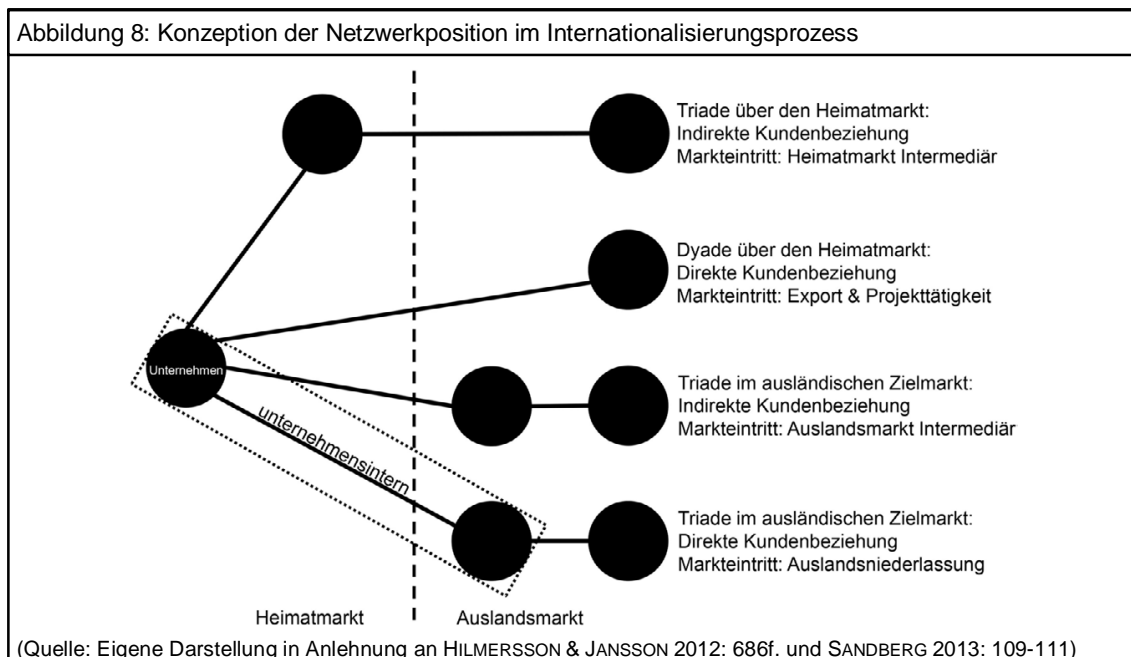 Abbildung 8: Konzeption der Netzwerkposition im Internationalisierungsprozess
Triade über den Heimatmarkt:
Indirekte Kundenbeziehung
Markteintritt: Heimatmarkt Intermediär
Dyade über den Heimatmarkt:
Direkte Kundenbeziehung
Markteintritt: Export & Projekttätigkeit
Unternehmen
Triade im ausländischen Zielmarkt:
Indirekte Kundenbeziehung
Markteintritt: Auslandsmarkt Intermediär
unternehmensintern
Triade im ausländischen Zielmarkt:
Direkte Kundenbeziehung
Markteintritt: Auslandsniederlassung
Heimatmarkt Auslandsmarkt
(Quelle: Eigene Darstellung in Anlehnung an HILMERSSON & JANSSON 2012: 686f. und SANDBERG 2013: 109-111)